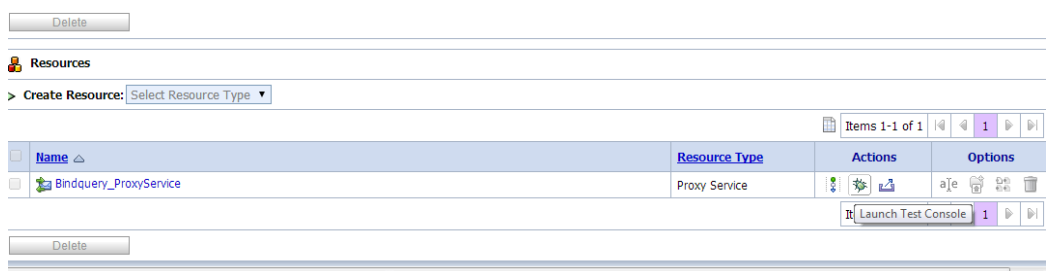 Delete
Resources
> Create Resource: Select Resource Type
Items 1-1 of 1 1
Name Resource Type Actions Options
Bindquery_ProxyService Proxy Service
It Launch Test Console 1
Delete